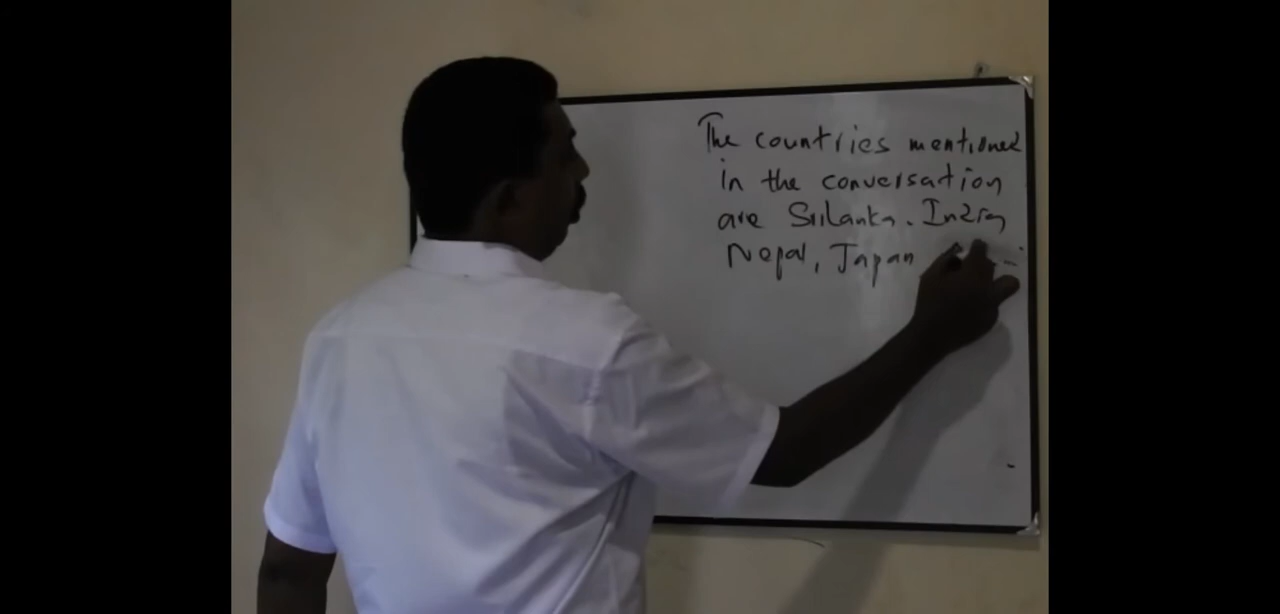 The countries mentioned
in the conversation
are SriLanka. India
Nepal, Japan